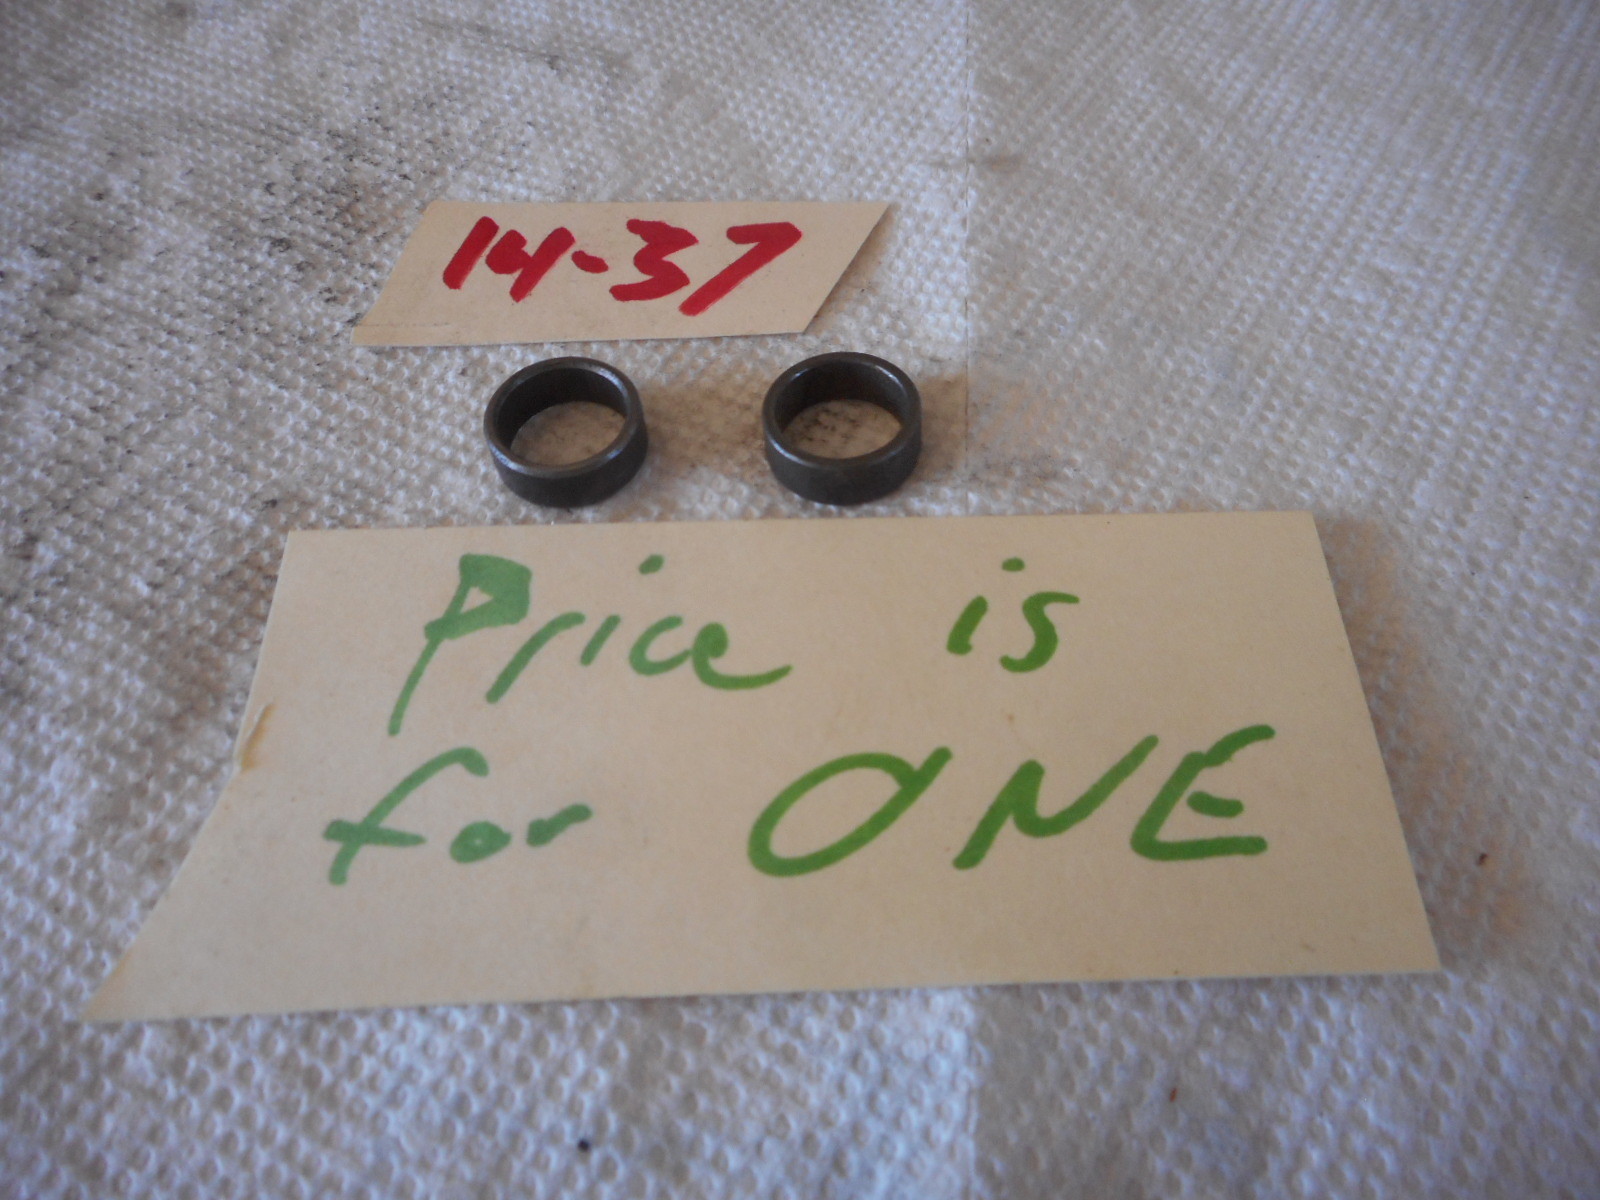 14-37
Price is
for ONE